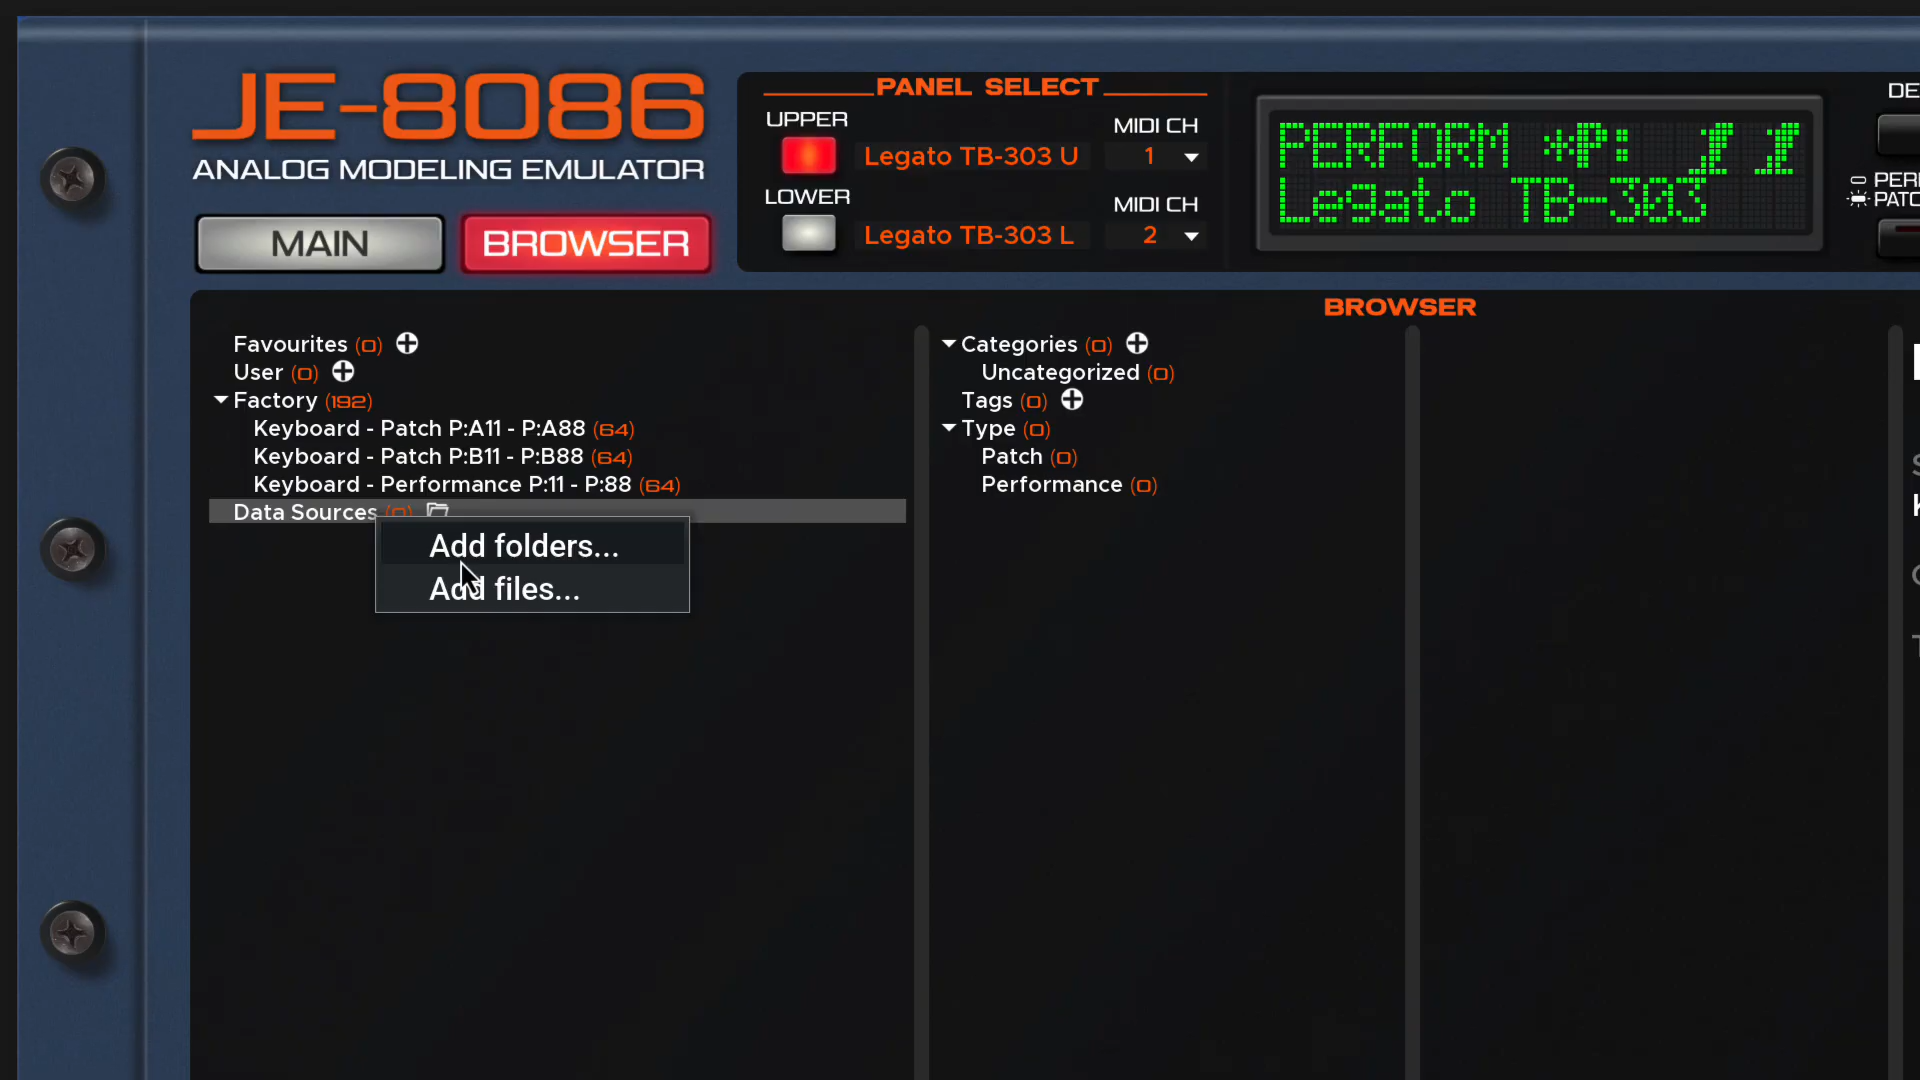 JE-8086
ANALOG MODELING EMULATOR
MAIN
BROWSER
PANEL SELECT
UPPER
Legato TB-303 U
MIDI CH
1
LOWER
Legato TB-303 L
MIDI CH
2
PERFORM *P: 11
Legato TB-303
BROWSER
Favourites (0)
User (0)
Factory (192)
Keyboard - Patch P:A11 - P:A88 (64)
Keyboard - Patch P:B11 - P:B88 (64)
Keyboard - Performance P:11 - P:88 (64)
Data Sources (0)
Add folders...
Add files...
Categories (0)
Uncategorized (0)
Tags (0)
Type (0)
Patch (0)
Performance (0)